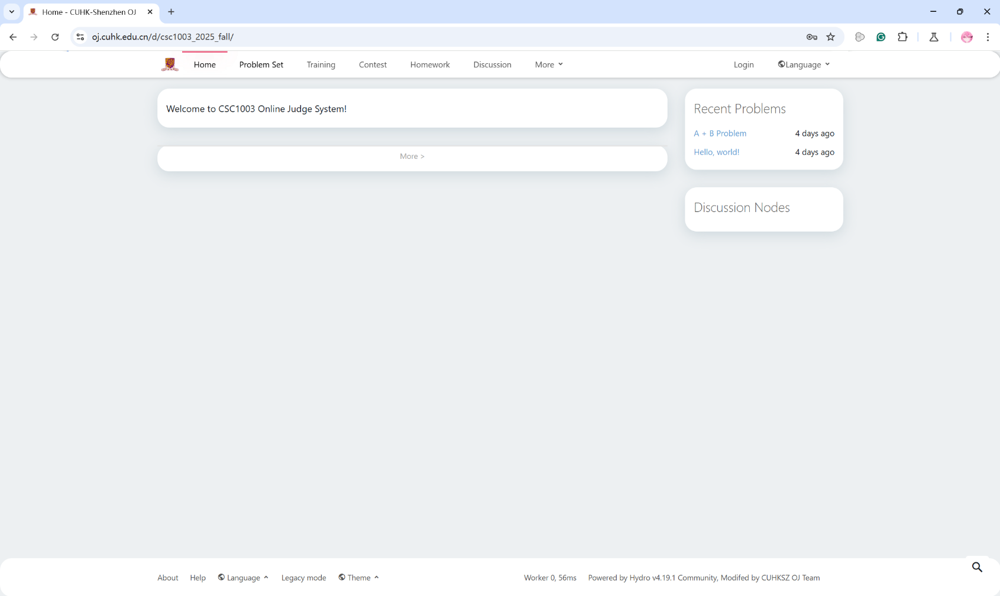 Home - CUHK-Shenzhen OJ
oj.cuhk.edu.cn/d/csc1003_2025_fall/
Home Problem Set Training Contest Homework Discussion More Login Language
Welcome to CSC1003 Online Judge System!
More >
Recent Problems
A + B Problem 4 days ago
Hello, world! 4 days ago
Discussion Nodes
About Help Language Legacy mode Theme Worker 0, 56ms Powered by Hydro v4.19.1 Community, Modifed by CUHKSZ OJ Team